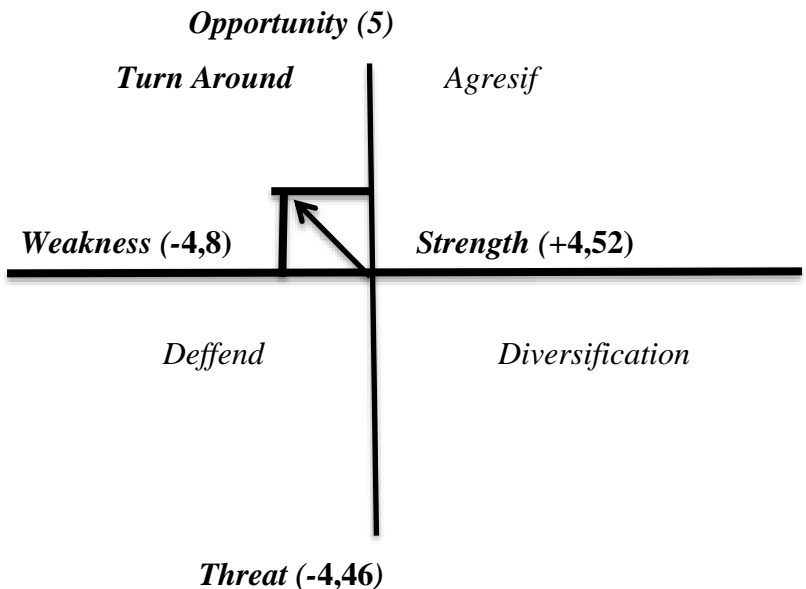 Opportunity (5)
Turn Around Agresif
Weakness (-4,8) Strength (+4,52)
Deffend Diversification
Threat (-4,46)